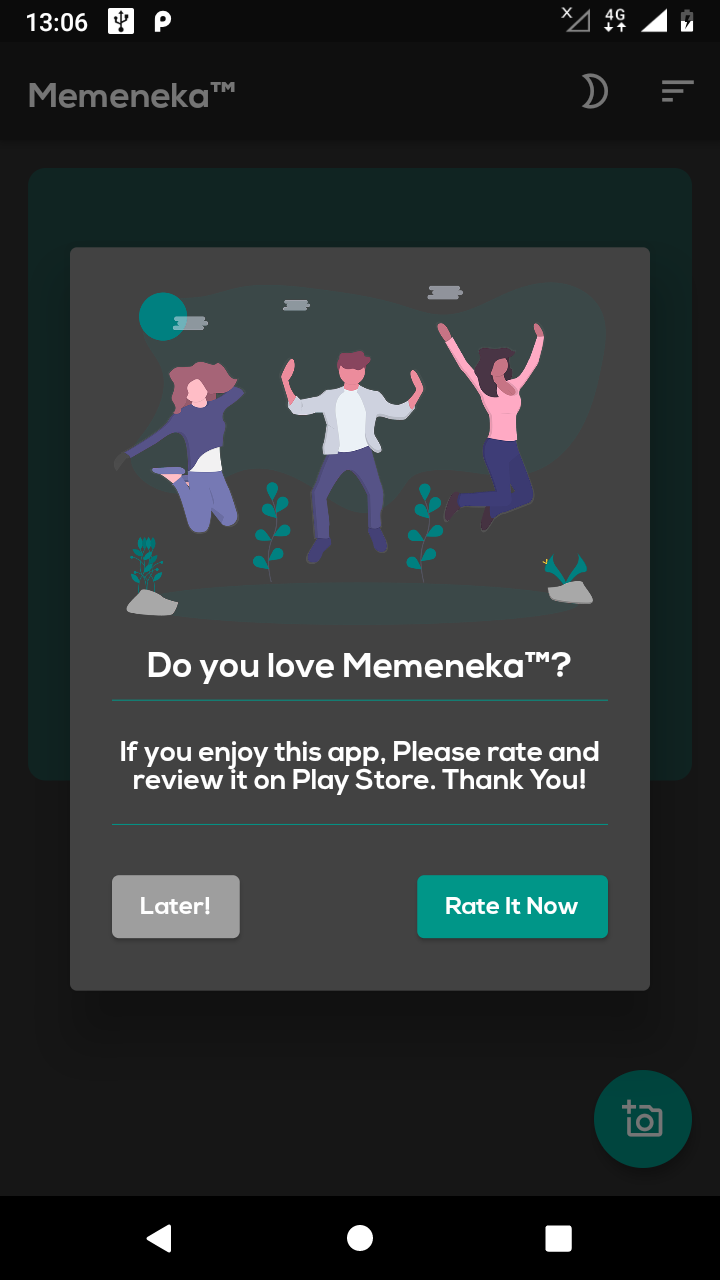 13:06
4G
Memeneka™
Do you love Memeneka™?
If you enjoy this app, Please rate and
review it on Play Store. Thank You!
Later!
Rate It Now